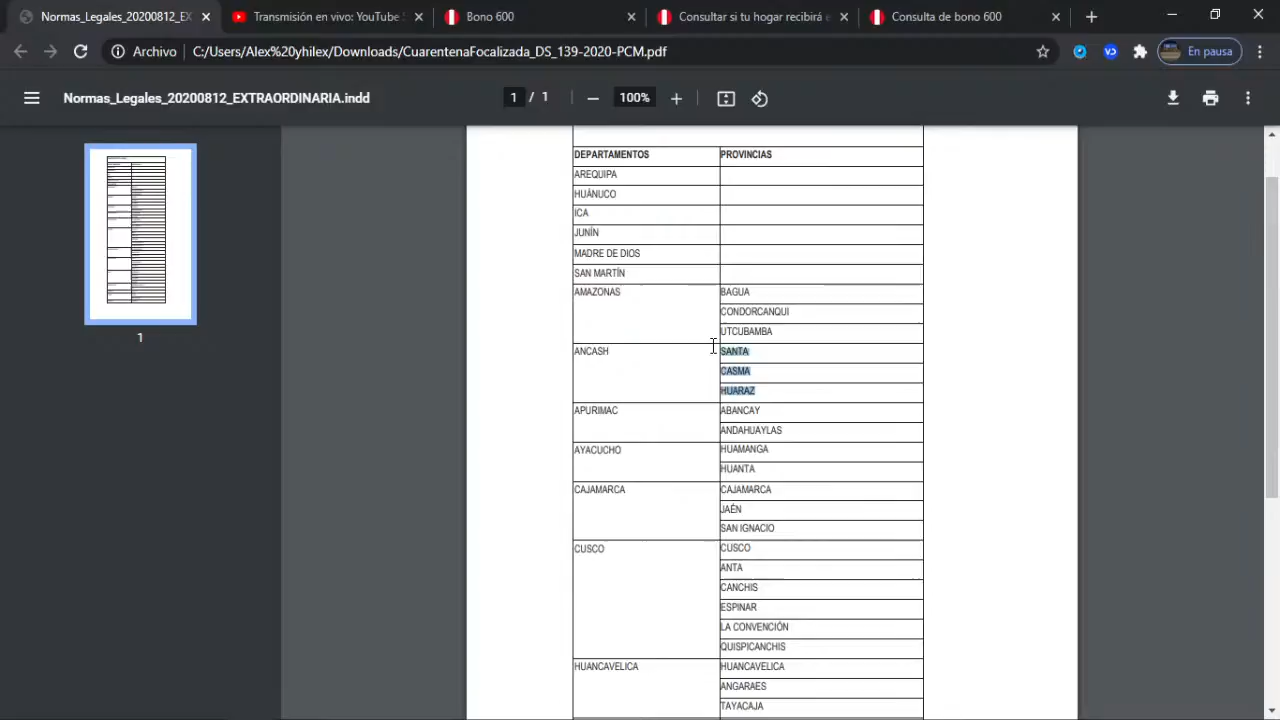 Normas_Legales_20200812_EX
Transmisión en vivo: YouTube S
Bono 600
Consultar si tu hogar recibirá e
Consulta de bono 600
Archivo
C:/Users/Alex%20yhilex/Downloads/CuarentenaFocalizada_DS_139-2020-PCM.pdf
En pausa
Normas_Legales_20200812_EXTRAORDINARIA.indd
1 / 1
100%
1
DEPARTAMENTOS PROVINCIAS
AREQUIPA
HUÁNUCO
ICA
JUNÍN
MADRE DE DIOS
SAN MARTÍN
AMAZONAS BAGUA
CONDORCANQUI
UTCUBAMBA
ANCASH SANTA
CASMA
HUARAZ
APURIMAC ABANCAY
ANDAHUAYLAS
AYACUCHO HUAMANGA
HUANTA
CAJAMARCA CAJAMARCA
JAÉN
SAN IGNACIO
CUSCO CUSCO
ANTA
CANCHIS
ESPINAR
LA CONVENCIÓN
QUISPICANCHIS
HUANCAVELICA HUANCAVELICA
ANGARAES
TAYACAJA